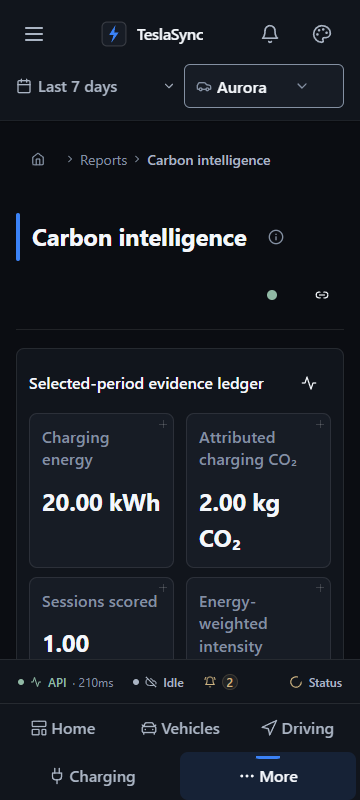 TeslaSync
Last 7 days
Aurora
Reports
Carbon intelligence
Carbon intelligence
Selected-period evidence ledger
Charging
energy
20.00 kWh
Attributed
charging CO₂
2.00 kg
CO₂
Sessions scored
1.00
Energy-
weighted
intensity
API · 210ms
Idle
2
Status
Home
Vehicles
Driving
Charging
More